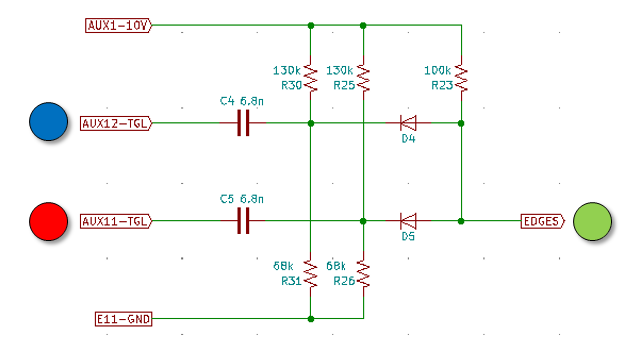 AUX1-10V
130k
R30
130k
R25
100k
R23
C4 6.8n
AUX12-TGL
D4
C5 6.8n
AUX11-TGL
D5
EDGES
68k
R31
68k
R26
E11-GND